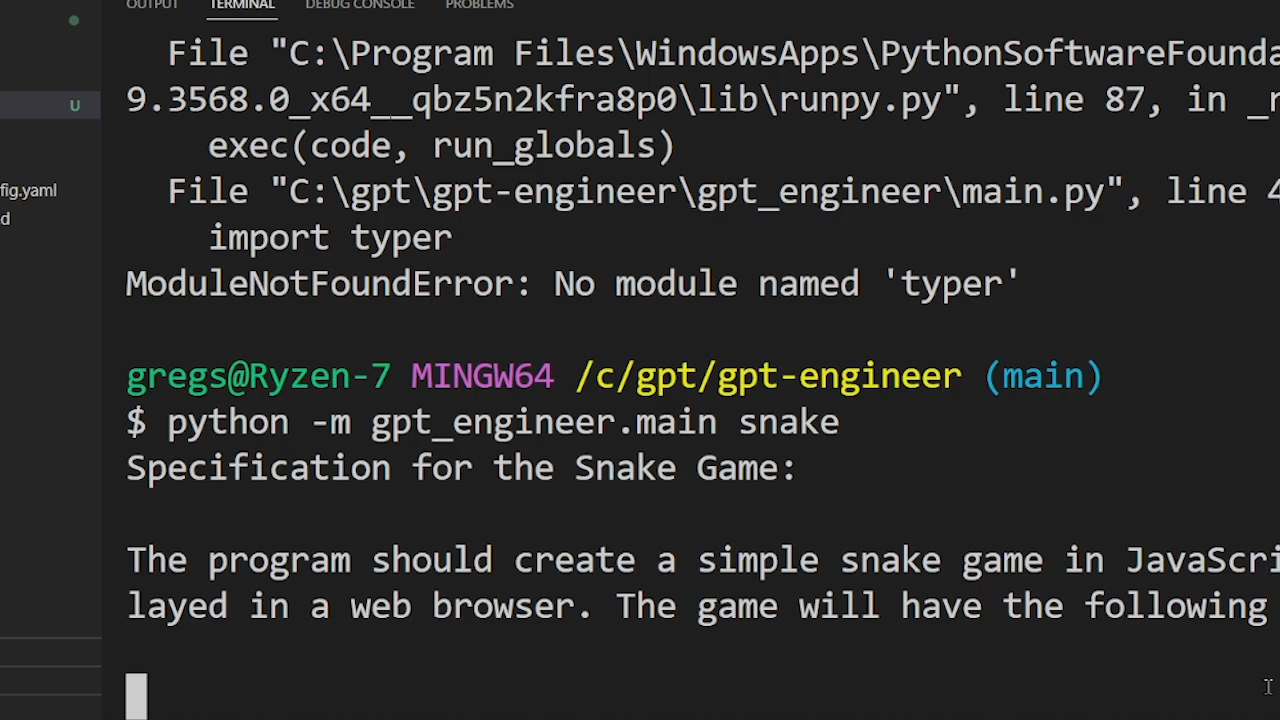 OUTPUT TERMINAL DEBUG CONSOLE PROBLEMS
File "C:\Program Files\WindowsApps\PythonSoftwareFounda
9.3568.0_x64__qbz5n2kfra8p0\lib\runpy.py", line 87, in _r
exec(code, run_globals)
File "C:\gpt\gpt-engineer\gpt_engineer\main.py", line 4
import typer
ModuleNotFoundError: No module named 'typer'
gregs@Ryzen-7 MINGW64 /c/gpt/gpt-engineer (main)
$ python -m gpt_engineer.main snake
Specification for the Snake Game:
The program should create a simple snake game in JavaScri
layed in a web browser. The game will have the following
U
fig.yaml
d